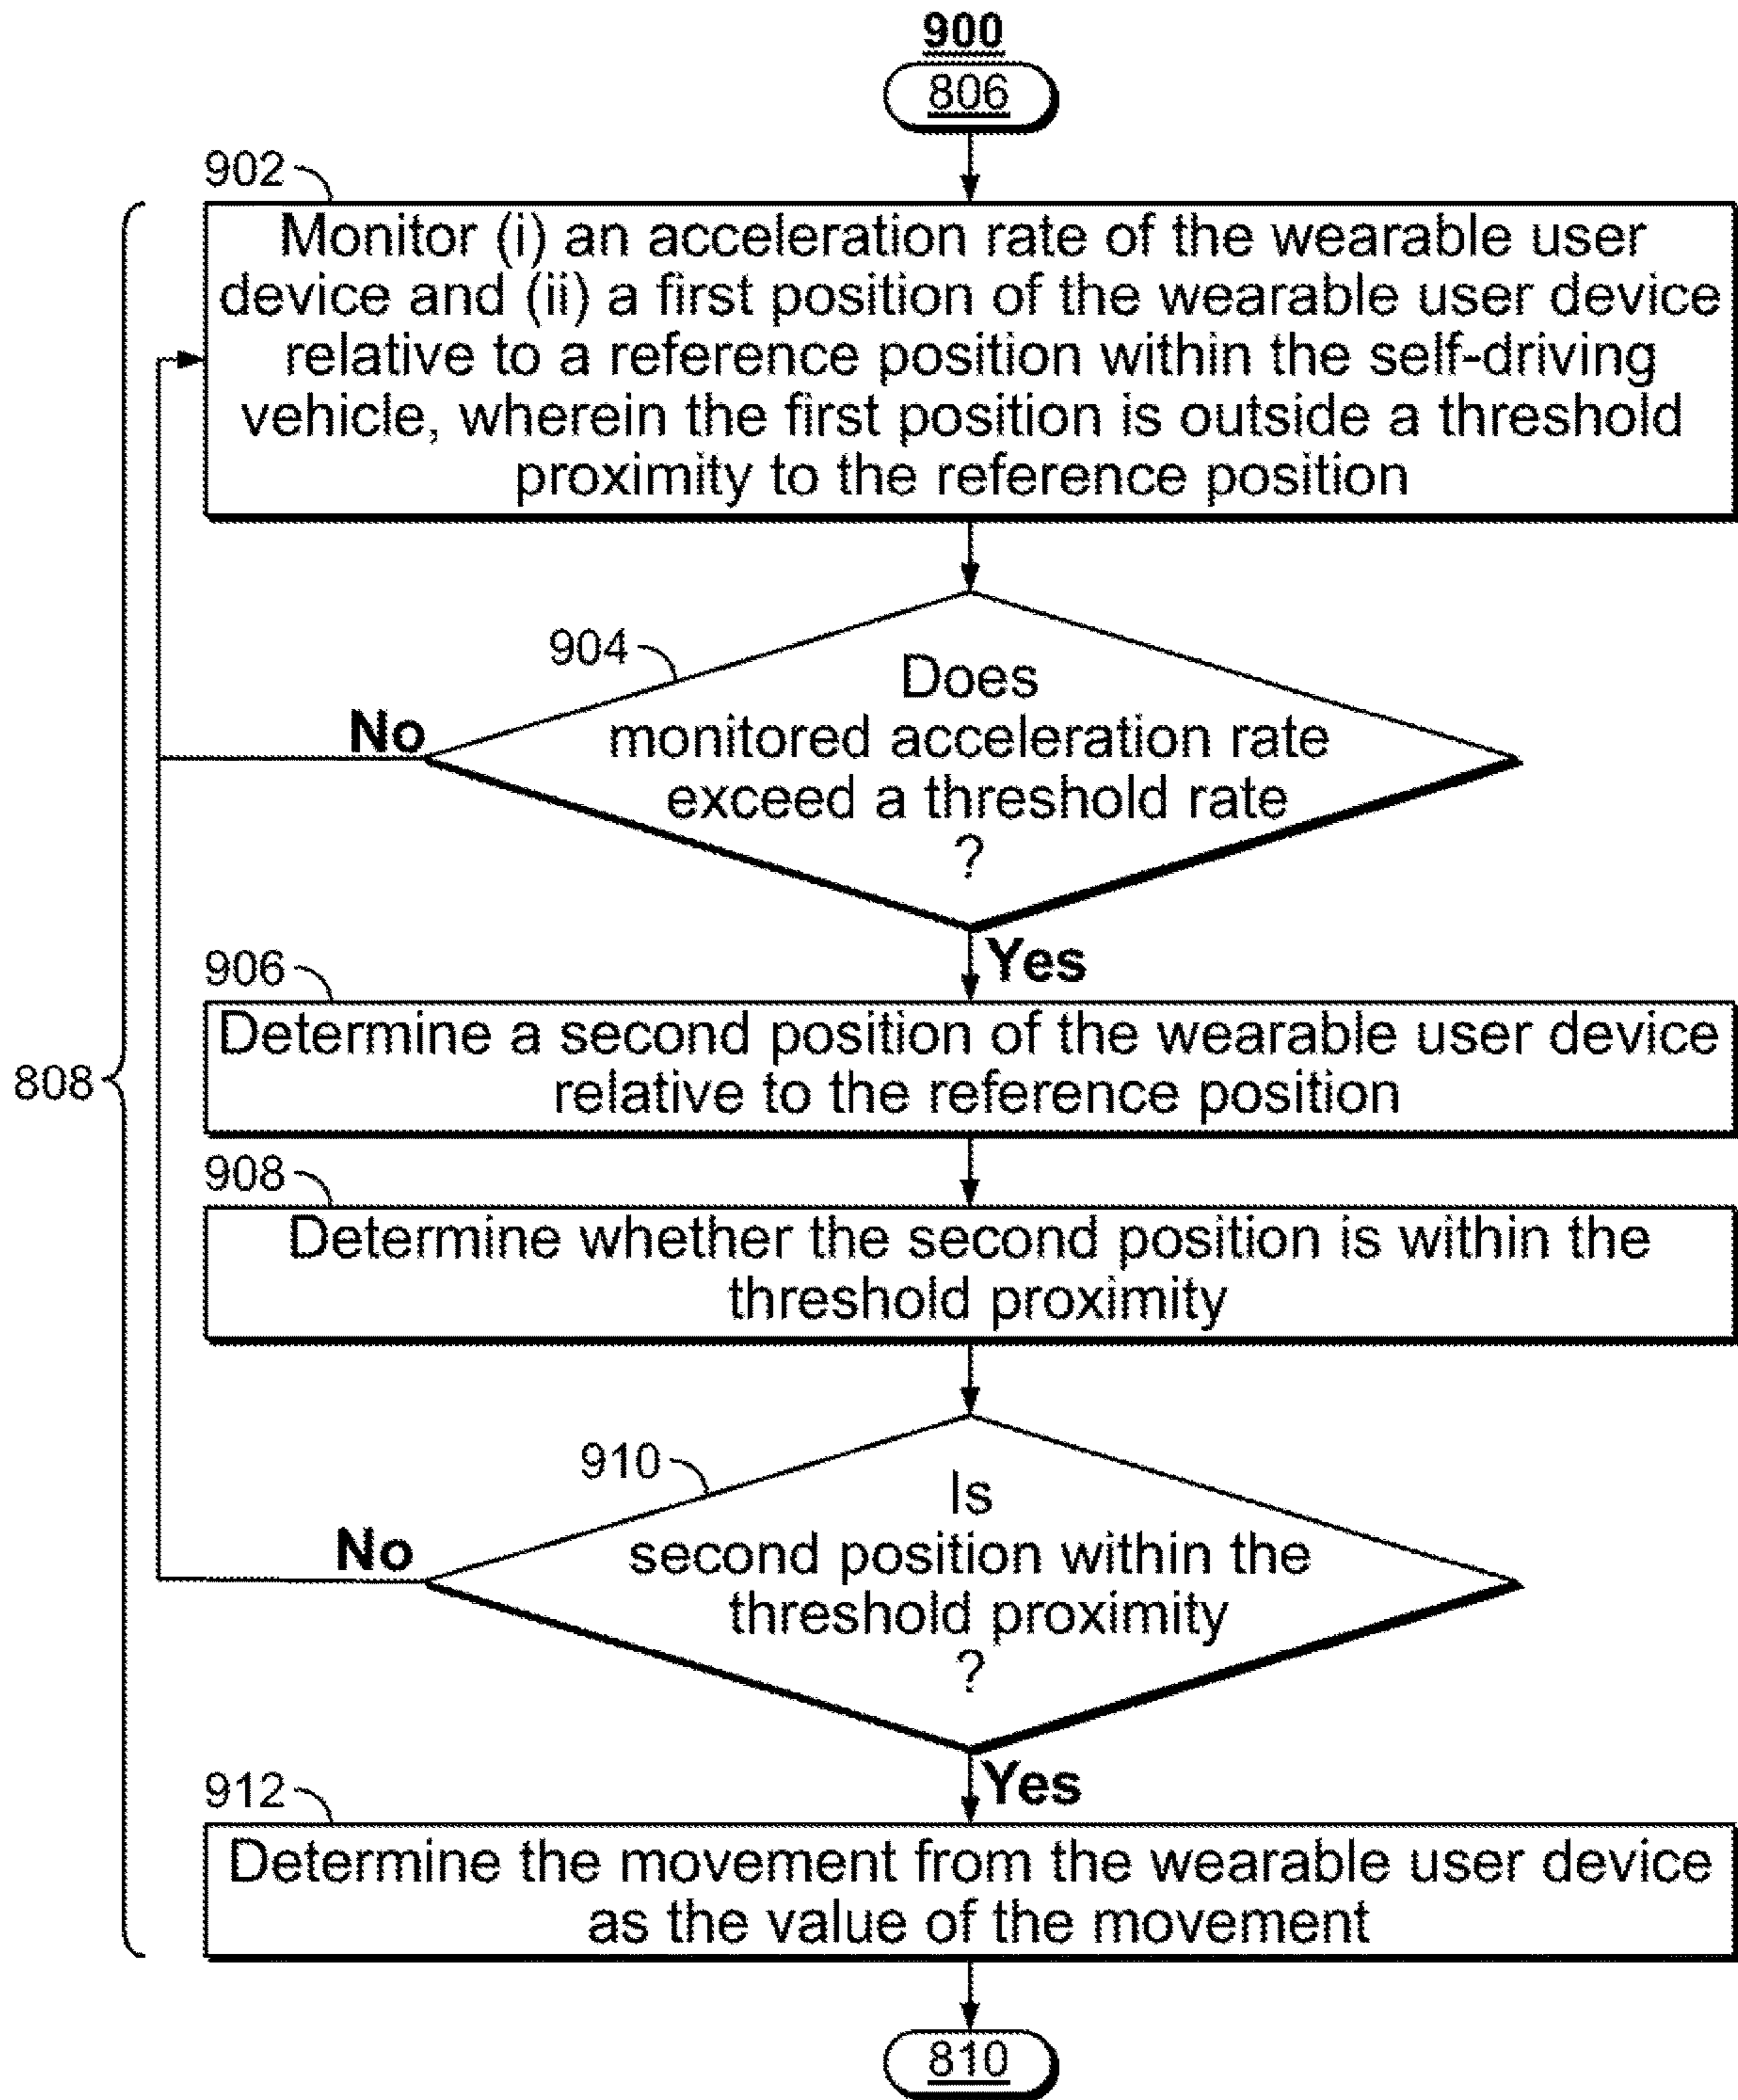 900
806
902
Monitor (i) an acceleration rate of the wearable user
device and (ii) a first position of the wearable user device
relative to a reference position within the self-driving
vehicle, wherein the first position is outside a threshold
proximity to the reference position
904
Does
No
monitored acceleration rate
exceed a threshold rate
?
Yes
906
Determine a second position of the wearable user device
relative to the reference position
808
908
Determine whether the second position is within the
threshold proximity
910
Is
No
second position within the
threshold proximity
?
Yes
912
Determine the movement from the wearable user device
as the value of the movement
810